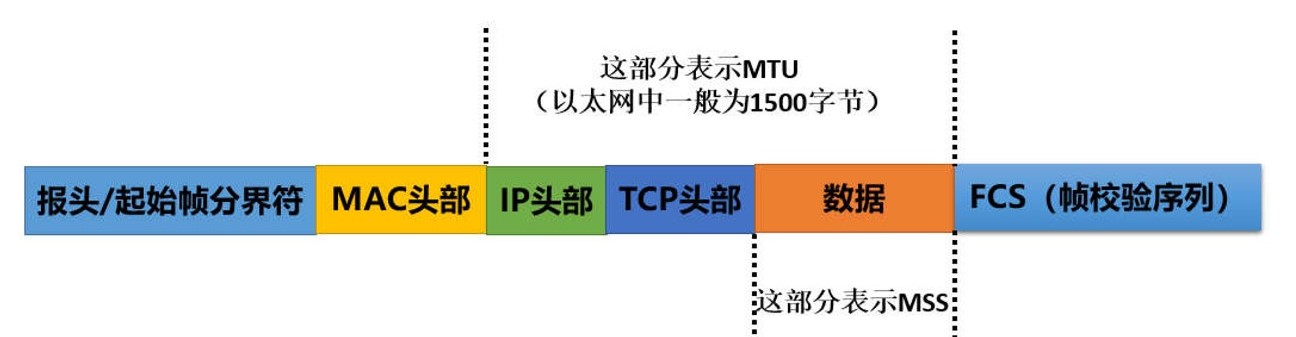 这部分表示MTU
（以太网中一般为1500字节）
报头/起始帧分界符 MAC头部 IP头部 TCP头部 数据 FCS（帧校验序列）
这部分表示MSS